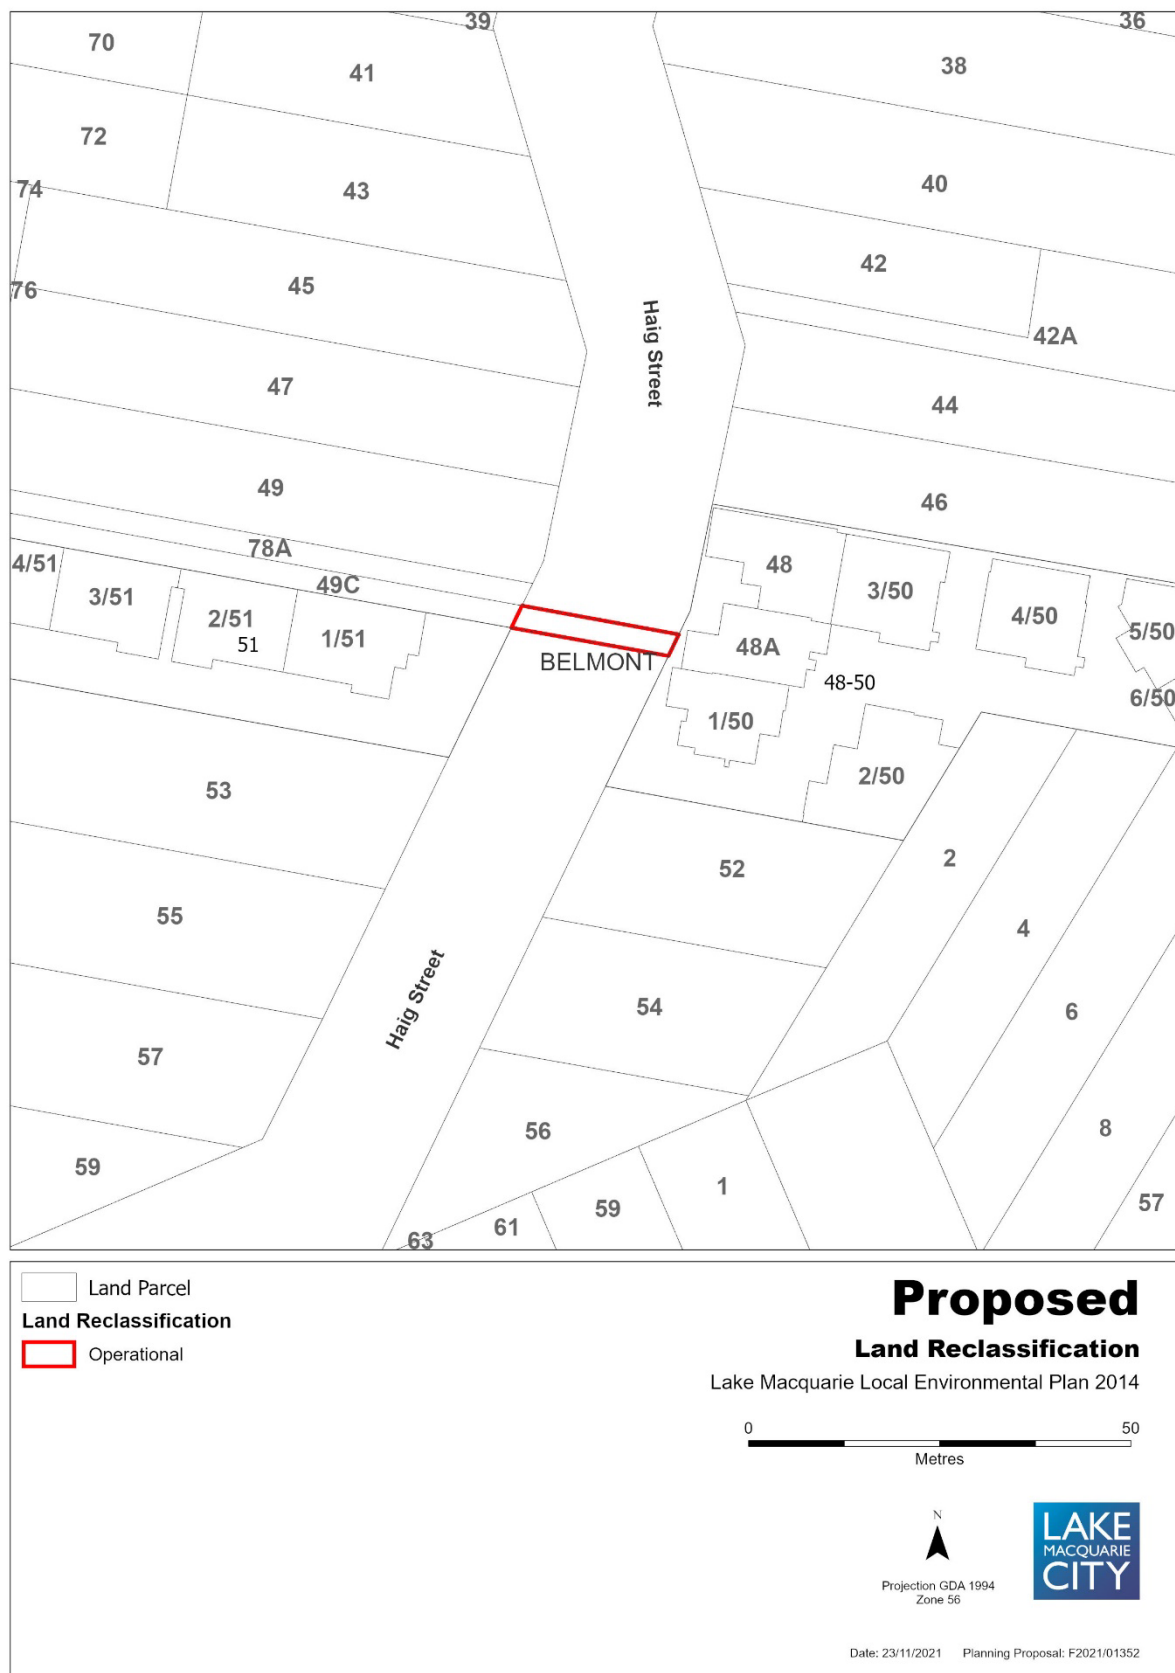 39
36
70
41
38
72
43
40
74
42
45
76
Haig Street
42A
47
44
49
46
78A
4/51
3/51
49C
2/51
51
1/51
48
3/50
4/50
5/50
48A
BELMONT
48-50
6/50
1/50
2/50
53
52
2
55
4
Haig Street
54
6
57
56
8
59
1
59
61
57
63
Land Parcel
Land Reclassification
Operational
Proposed
Land Reclassification
Lake Macquarie Local Environmental Plan 2014
0 50
Metres
N
Projection GDA 1994
Zone 56
LAKE
MACQUARIE
CITY
Date: 23/11/2021 Planning Proposal: F2021/01352